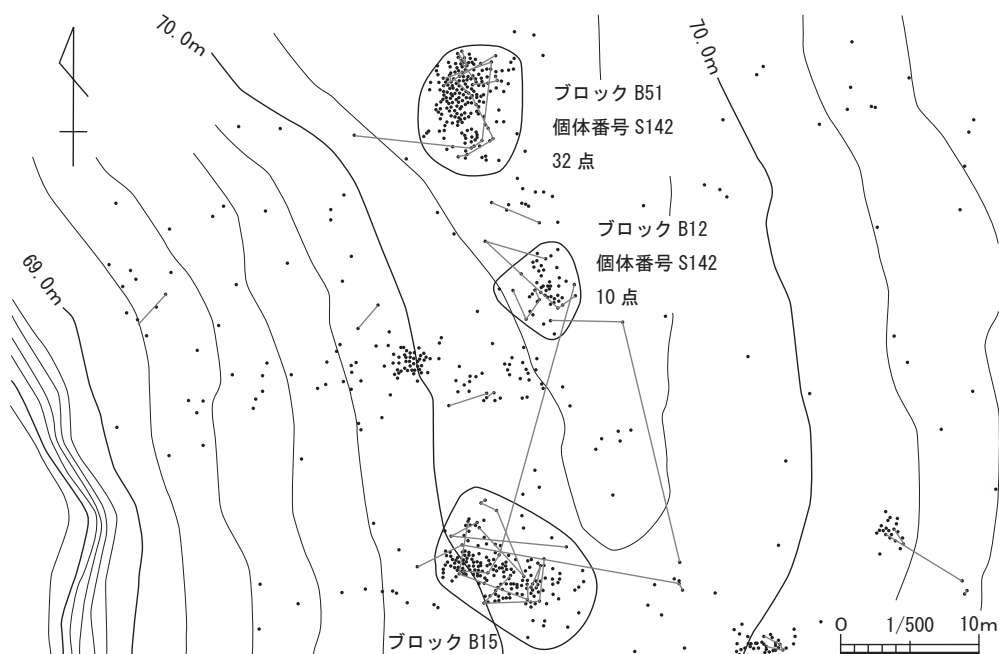 70.0m
70.0m
ブロック B51
個体番号 S142
32 点
ブロック B12
個体番号 S142
10 点
69.0m
ブロック B15
0 1/500 10m